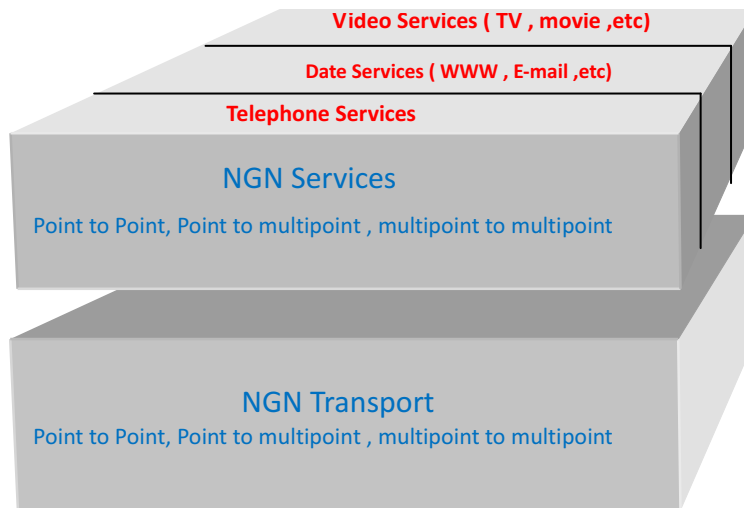 Video Services ( TV , movie ,etc)
Date Services ( WWW , E-mail ,etc)
Telephone Services
NGN Services
Point to Point, Point to multipoint , multipoint to multipoint
NGN Transport
Point to Point, Point to multipoint , multipoint to multipoint